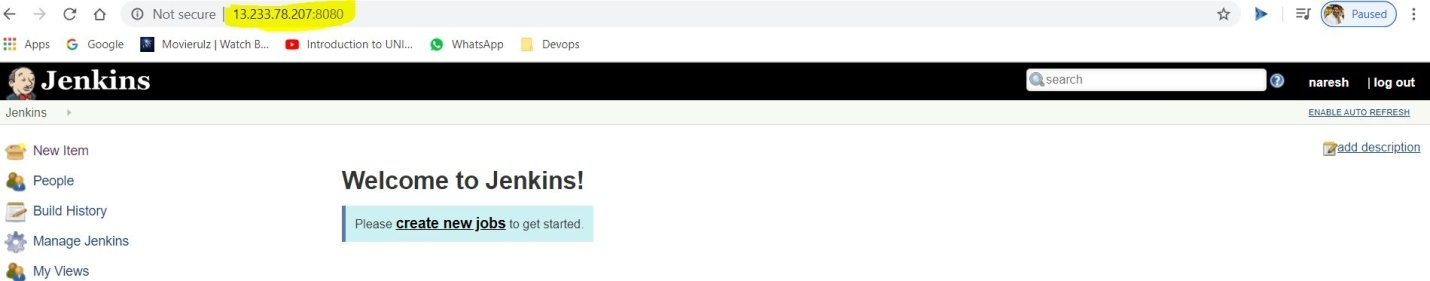 Not secure | 13.233.78.207:8080 Paused
Apps Google Movierulz | Watch B... Introduction to UNI... WhatsApp Devops
Jenkins search ? naresh | log out
Jenkins ENABLE AUTO REFRESH
New Item add description
People
Welcome to Jenkins!
Build History
Please create new jobs to get started.
Manage Jenkins
My Views